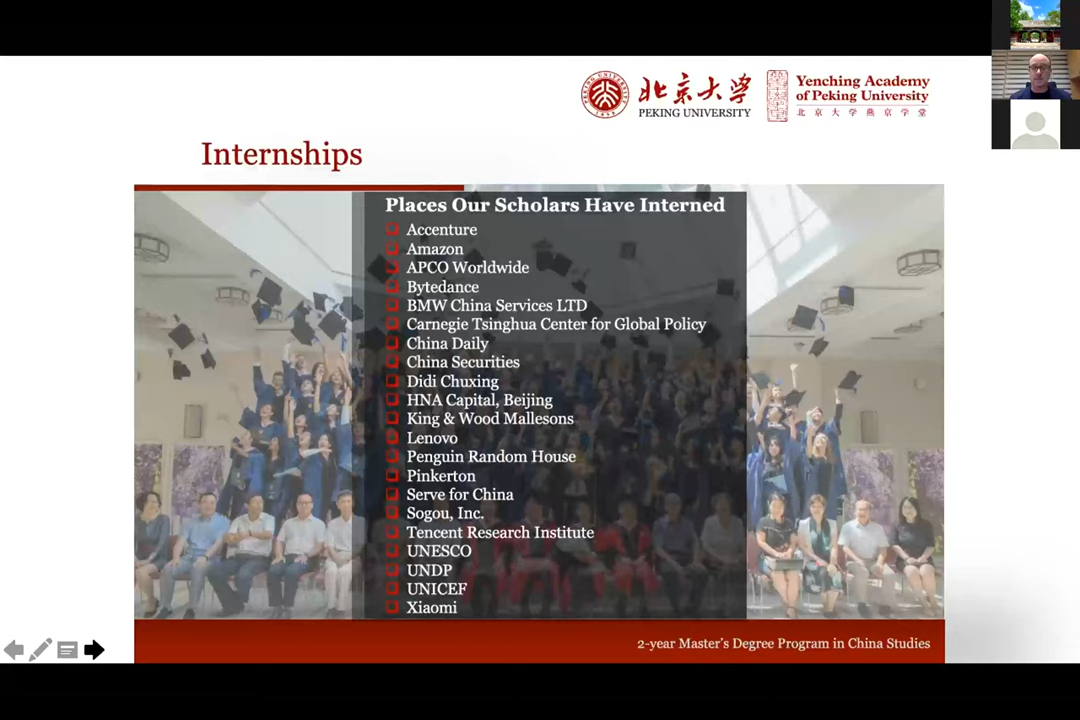 北京大学
PEKING UNIVERSITY
Yenching Academy
of Peking University
北京大学燕京学堂
Internships
Places Our Scholars Have Interned
Accenture
Amazon
APCO Worldwide
Bytedance
BMW China Services LTD
Carnegie Tsinghua Center for Global Policy
China Daily
China Securities
Didi Chuxing
HNA Capital, Beijing
King & Wood Mallesons
Lenovo
Penguin Random House
Pinkerton
Serve for China
Sogou, Inc.
Tencent Research Institute
UNESCO
UNDP
UNICEF
Xiaomi
2-year Master's Degree Program in China Studies